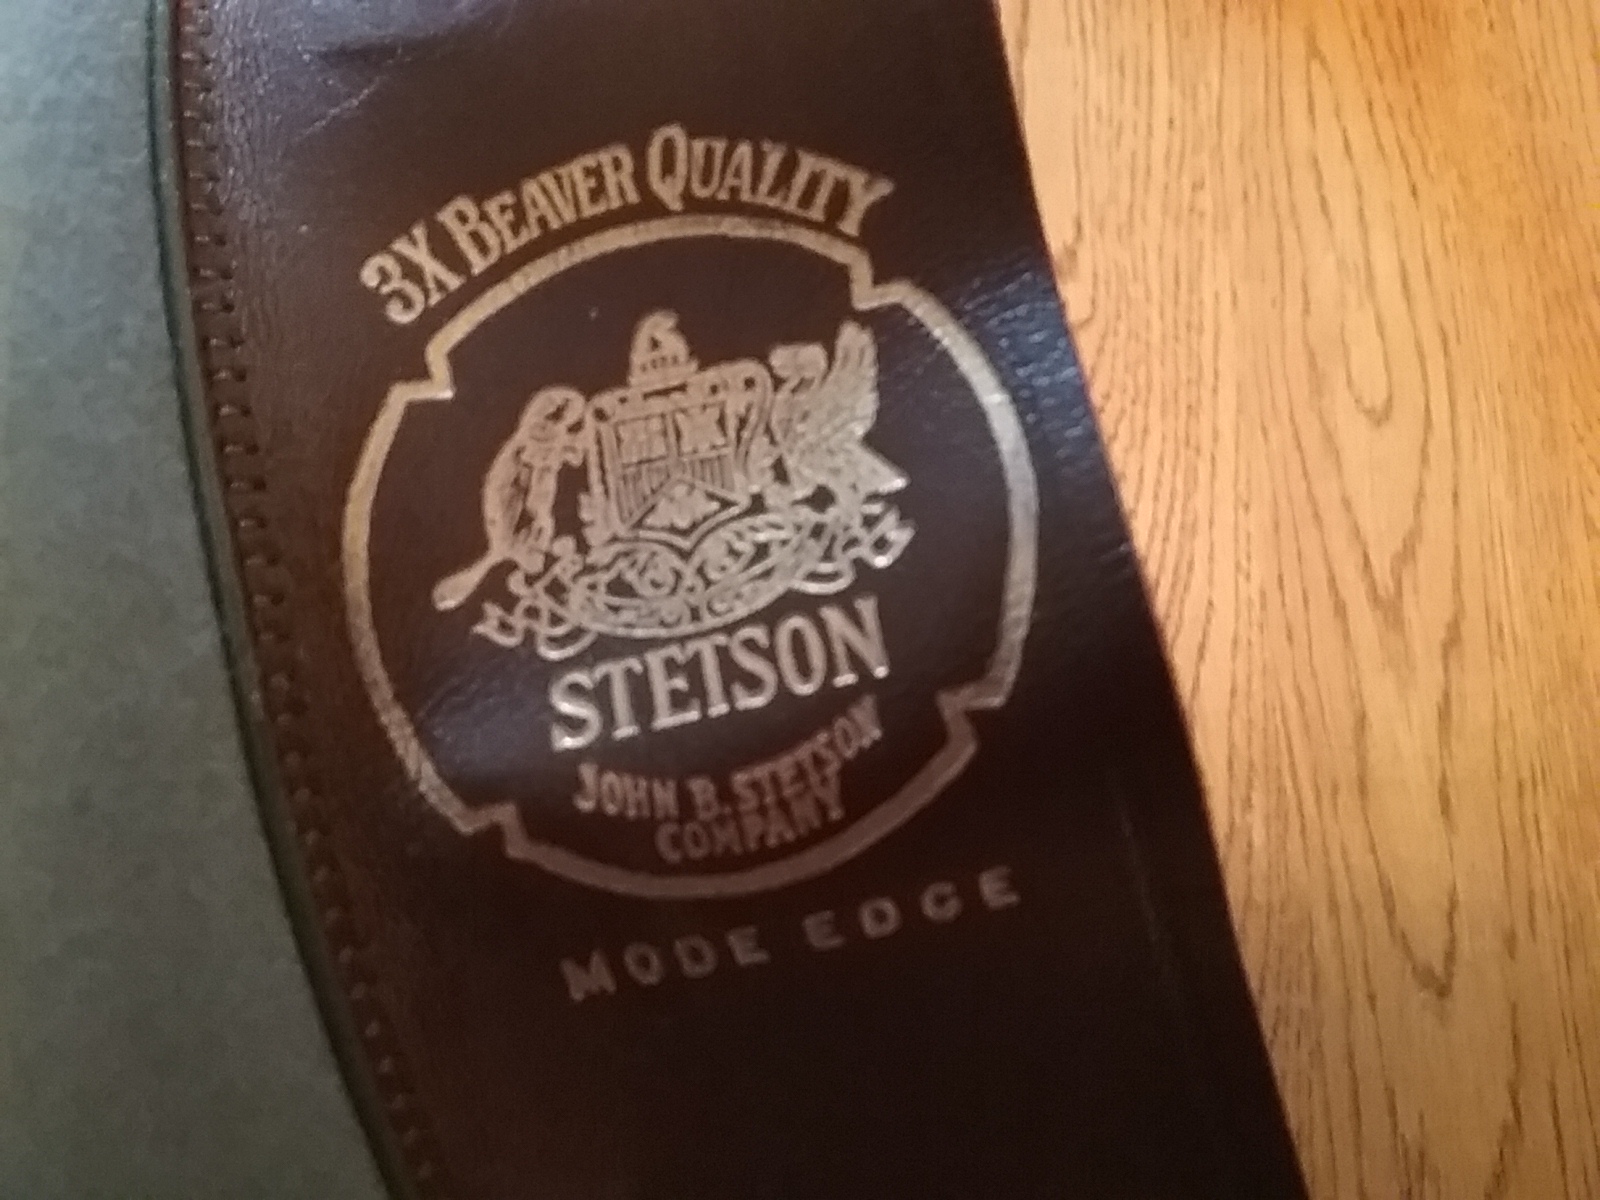 3X BEAVER QUALITY
STETSON
JOHN B. STETSON
COMPANY
MODE EDGE